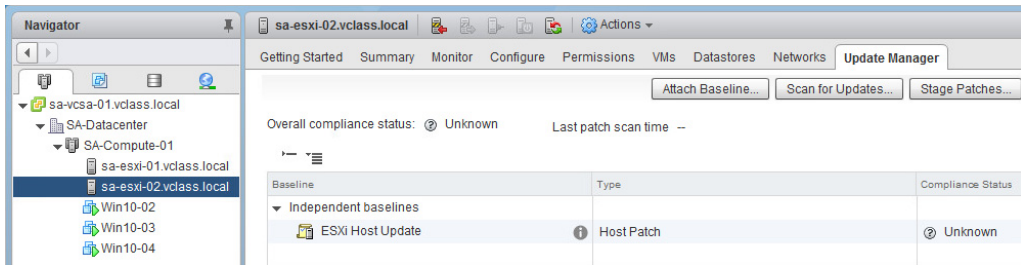 Navigator
sa-esxi-02.vclass.local Actions
Getting Started Summary Monitor Configure Permissions VMs Datastores Networks Update Manager
Attach Baseline... Scan for Updates... Stage Patches...
sa-vcsa-01.vclass.local
SA-Datacenter
SA-Compute-01
sa-esxi-01.vclass.local
sa-esxi-02.vclass.local
Win10-02
Win10-03
Win10-04
Overall compliance status: Unknown Last patch scan time --
Baseline Type Compliance Status
Independent baselines
ESXi Host Update Host Patch Unknown